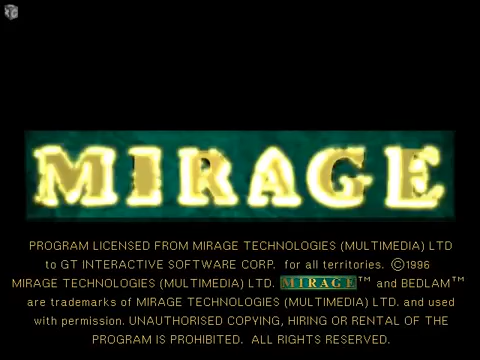 MIRAGE
PROGRAM LICENSED FROM MIRAGE TECHNOLOGIES (MULTIMEDIA) LTD
to GT INTERACTIVE SOFTWARE CORP. for all territories. ©1996
MIRAGE TECHNOLOGIES (MULTIMEDIA) LTD. MIRAGE™ and BEDLAM™
are trademarks of MIRAGE TECHNOLOGIES (MULTIMEDIA) LTD. and used
with permission. UNAUTHORISED COPYING, HIRING OR RENTAL OF THE
PROGRAM IS PROHIBITED. ALL RIGHTS RESERVED.